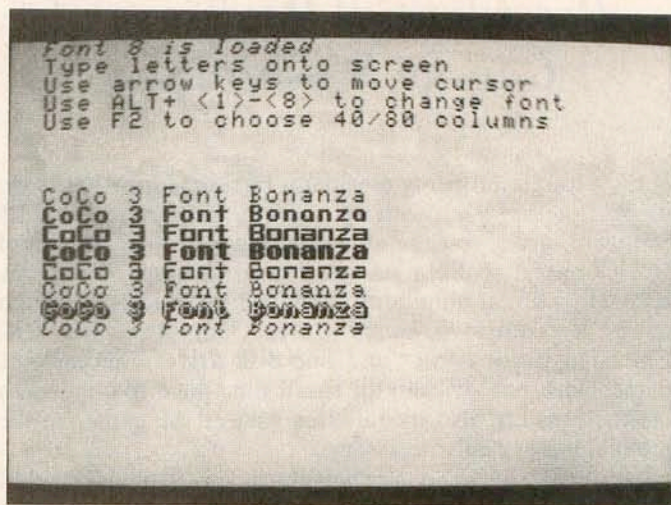 Font 8 is loaded
Type letters onto screen
Use arrow keys to move cursor
Use ALT+ <1>-<8> to change font
Use F2 to choose 40/80 columns
CoCo 3 Font Bonanza
CoCo 3 Font Bonanza
CoCo 3 Font Bonanza
CoCo 3 Font Bonanza
CoCo 3 Font Bonanza
CoCo 3 Font Bonanza
CoCo 3 Font Bonanza
CoCo 3 Font Bonanza